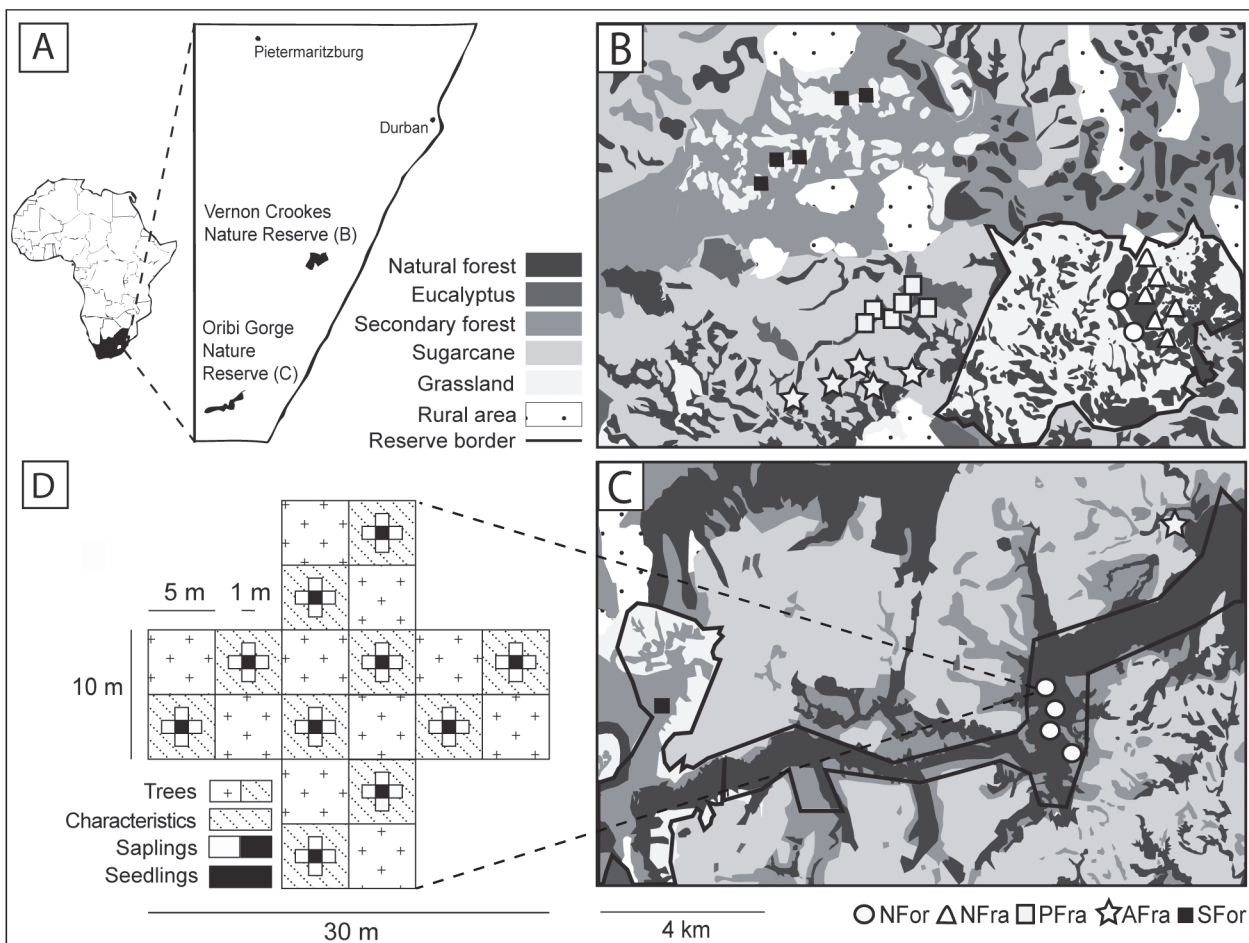 A
Pietermaritzburg
Durban
Vernon Crookes
Nature Reserve (B)
Oribi Gorge
Nature
Reserve (C)
Natural forest
Eucalyptus
Secondary forest
Sugarcane
Grassland
Rural area
Reserve border
B
D
5 m
1 m
10 m
Trees
Characteristics
Saplings
Seedlings
30 m
C
4 km
NFor
NFra
PFra
AFra
SFor